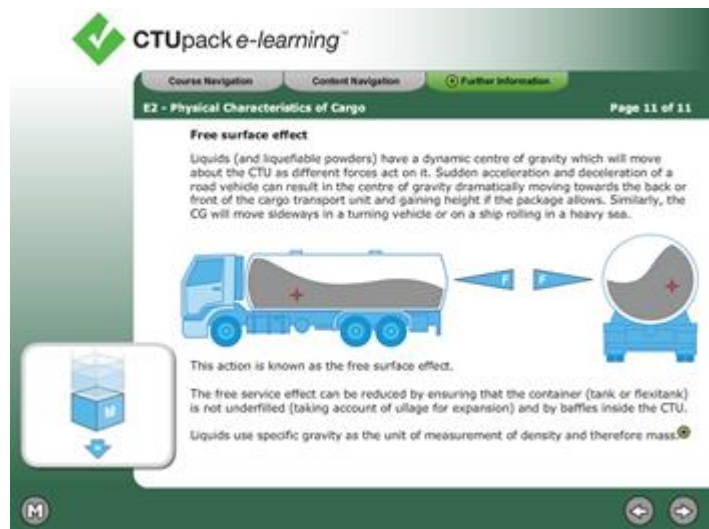 CTUpack e-learning™
Course Navigation
Content Navigation
Further Information
E2 - Physical Characteristics of Cargo
Page 11 of 11
Free surface effect
Liquids (and liquefiable powders) have a dynamic centre of gravity which will move
about the CTU as different forces act on it. Sudden acceleration and deceleration of a
road vehicle can result in the centre of gravity dramatically moving towards the back or
front of the cargo transport unit and gaining height if the package allows. Similarly, the
CG will move sideways in a turning vehicle or on a ship rolling in a heavy sea.
F
F
This action is known as the free surface effect.
The free service effect can be reduced by ensuring that the container (tank or flexitank)
is not underfilled (taking account of ullage for expansion) and by baffles inside the CTU.
Liquids use specific gravity as the unit of measurement of density and therefore mass.
M
M